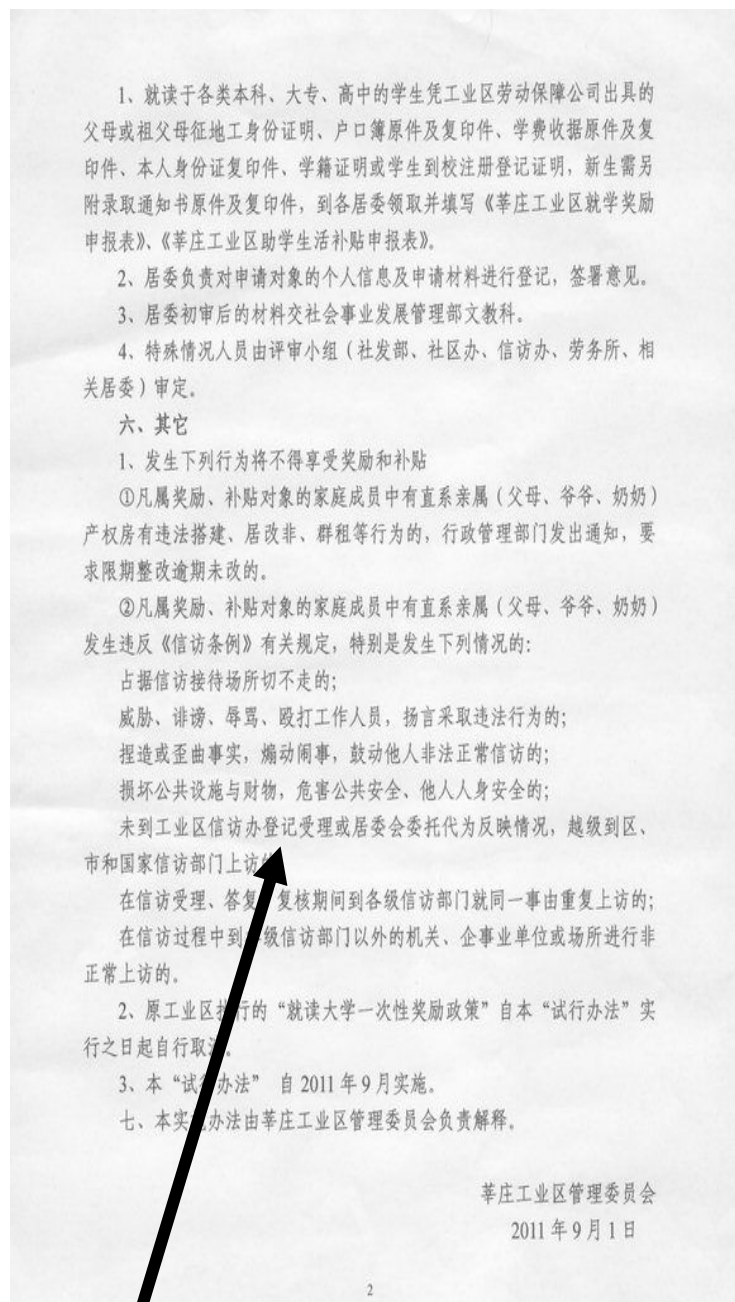 1、就读于各类本科、大专、高中的学生凭工业区劳动保障公司出具的
父母或祖父母征地工身份证明、户口簿原件及复印件、学费收据原件及复
印件、本人身份证复印件、学籍证明或学生到校注册登记证明，新生需另
附录取通知书原件及复印件，到各居委领取并填写《莘庄工业区就学奖励
申报表》、《莘庄工业区助学生活补贴申报表》。
2、居委负责对申请对象的个人信息及申请材料进行登记，签署意见。
3、居委初审后的材料交社会事业发展管理部文教科。
4、特殊情况人员由评审小组（社发部、社区办、信访办、劳务所、相
关居委）审定。
六、其它
1、发生下列行为将不得享受奖励和补贴
①凡属奖励、补贴对象的家庭成员中有直系亲属（父母、爷爷、奶奶）
产权房有违法搭建、居改非、群租等行为的，行政管理部门发出通知，要
求限期整改逾期未改的。
②凡属奖励、补贴对象的家庭成员中有直系亲属（父母、爷爷、奶奶）
发生违反《信访条例》有关规定，特别是发生下列情况的：
占据信访接待场所切不走的；
威胁、诽谤、辱骂、殴打工作人员，扬言采取违法行为的；
捏造或歪曲事实，煽动闹事，鼓动他人非法正常信访的；
损坏公共设施与财物，危害公共安全、他人人身安全的；
未到工业区信访办登记受理或居委会委托代为反映情况，越级到区、
市和国家信访部门上访
在信访受理、答复 复核期间到各级信访部门就同一事由重复上访的；
在信访过程中到 级信访部门以外的机关、企事业单位或场所进行非
正常上访的。
2、原工业区 行的“就读大学一次性奖励政策”自本“试行办法”实
行之日起自行取
3、本“试行办法” 自2011年9月实施。
七、本实 办法由莘庄工业区管理委员会负责解释。
莘庄工业区管理委员会
2011年9月1日
2